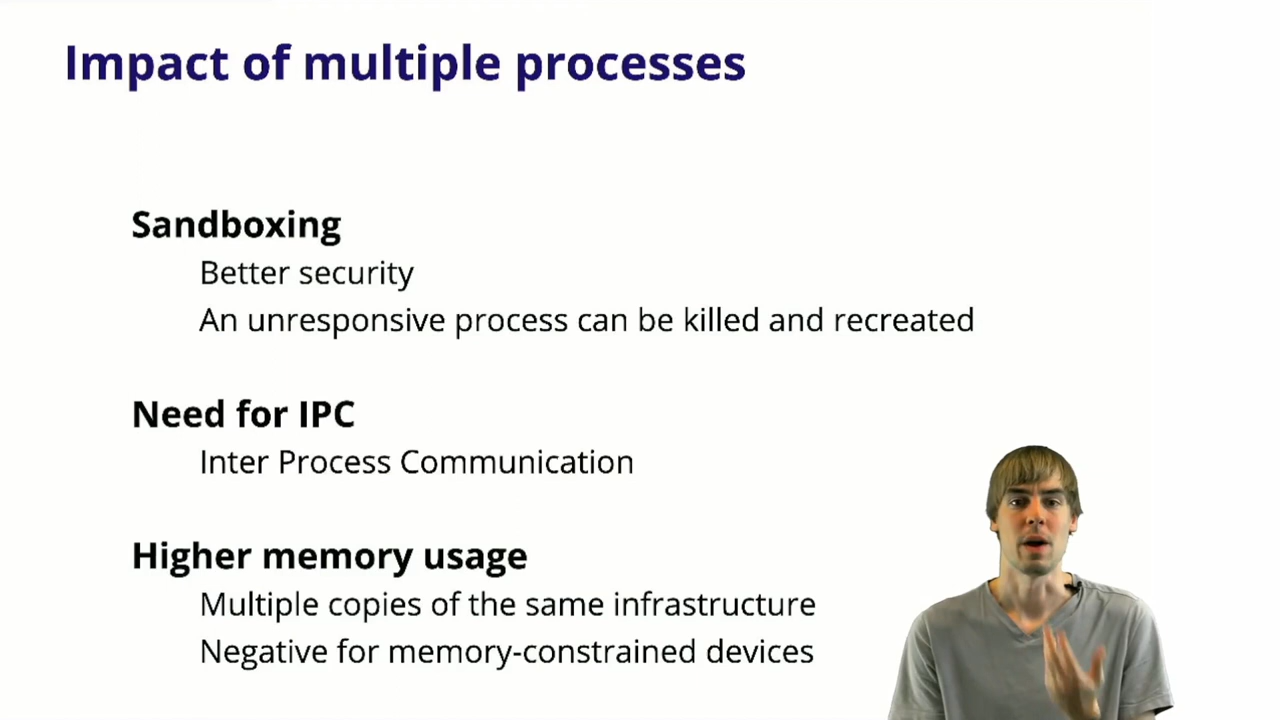 Impact of multiple processes
Sandboxing
Better security
An unresponsive process can be killed and recreated
Need for IPC
Inter Process Communication
Higher memory usage
Multiple copies of the same infrastructure
Negative for memory-constrained devices